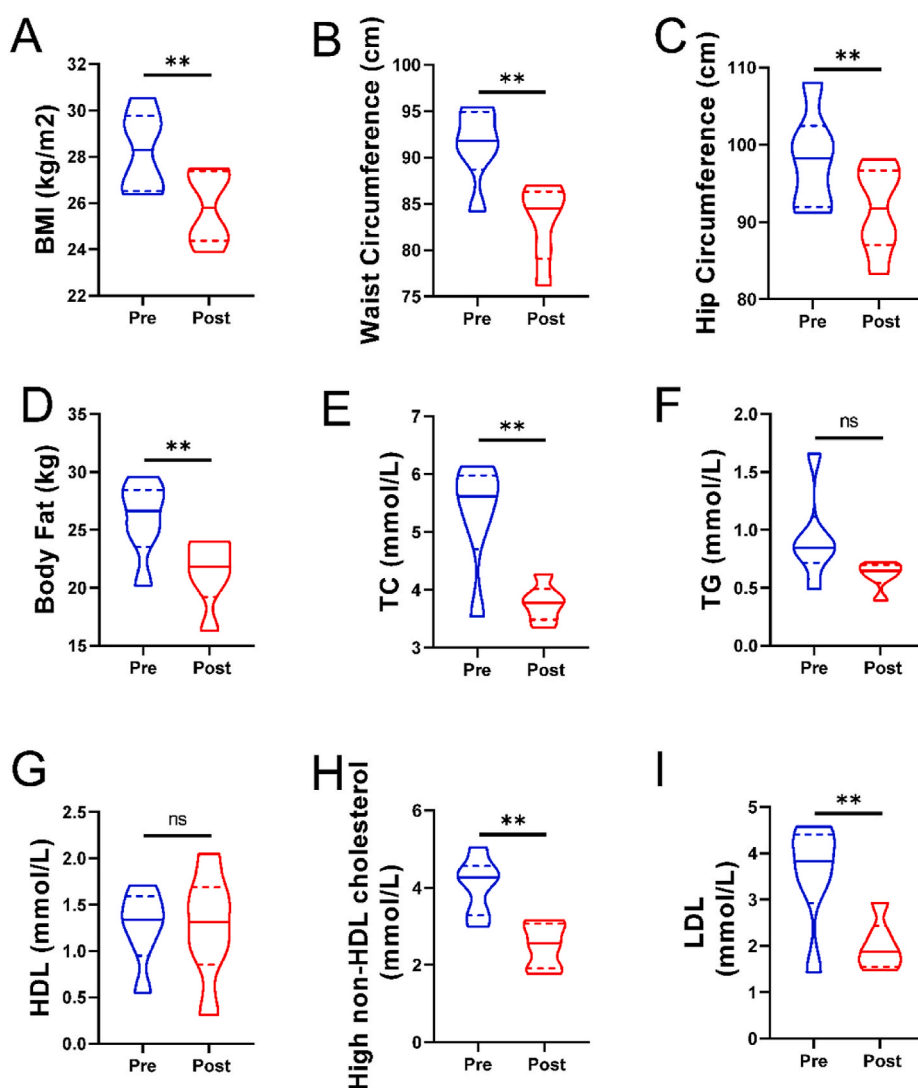 A
BMI (kg/m2)
32
30
28
26
24
22
**
Pre
Post
B
Waist Circumference (cm)
100
95
90
85
80
75
**
Pre
Post
C
Hip Circumference (cm)
110
100
90
80
**
Pre
Post
D
Body Fat (kg)
35
30
25
20
15
**
Pre
Post
E
TC (mmol/L)
7
6
5
4
3
**
Pre
Post
F
TG (mmol/L)
2.0
1.5
1.0
0.5
0.0
ns
Pre
Post
G
HDL (mmol/L)
2.5
2.0
1.5
1.0
0.5
0.0
ns
Pre
Post
H
High non-HDL cholesterol
(mmol/L)
6
4
2
0
**
Pre
Post
I
LDL
(mmol/L)
5
4
3
2
1
0
**
Pre
Post